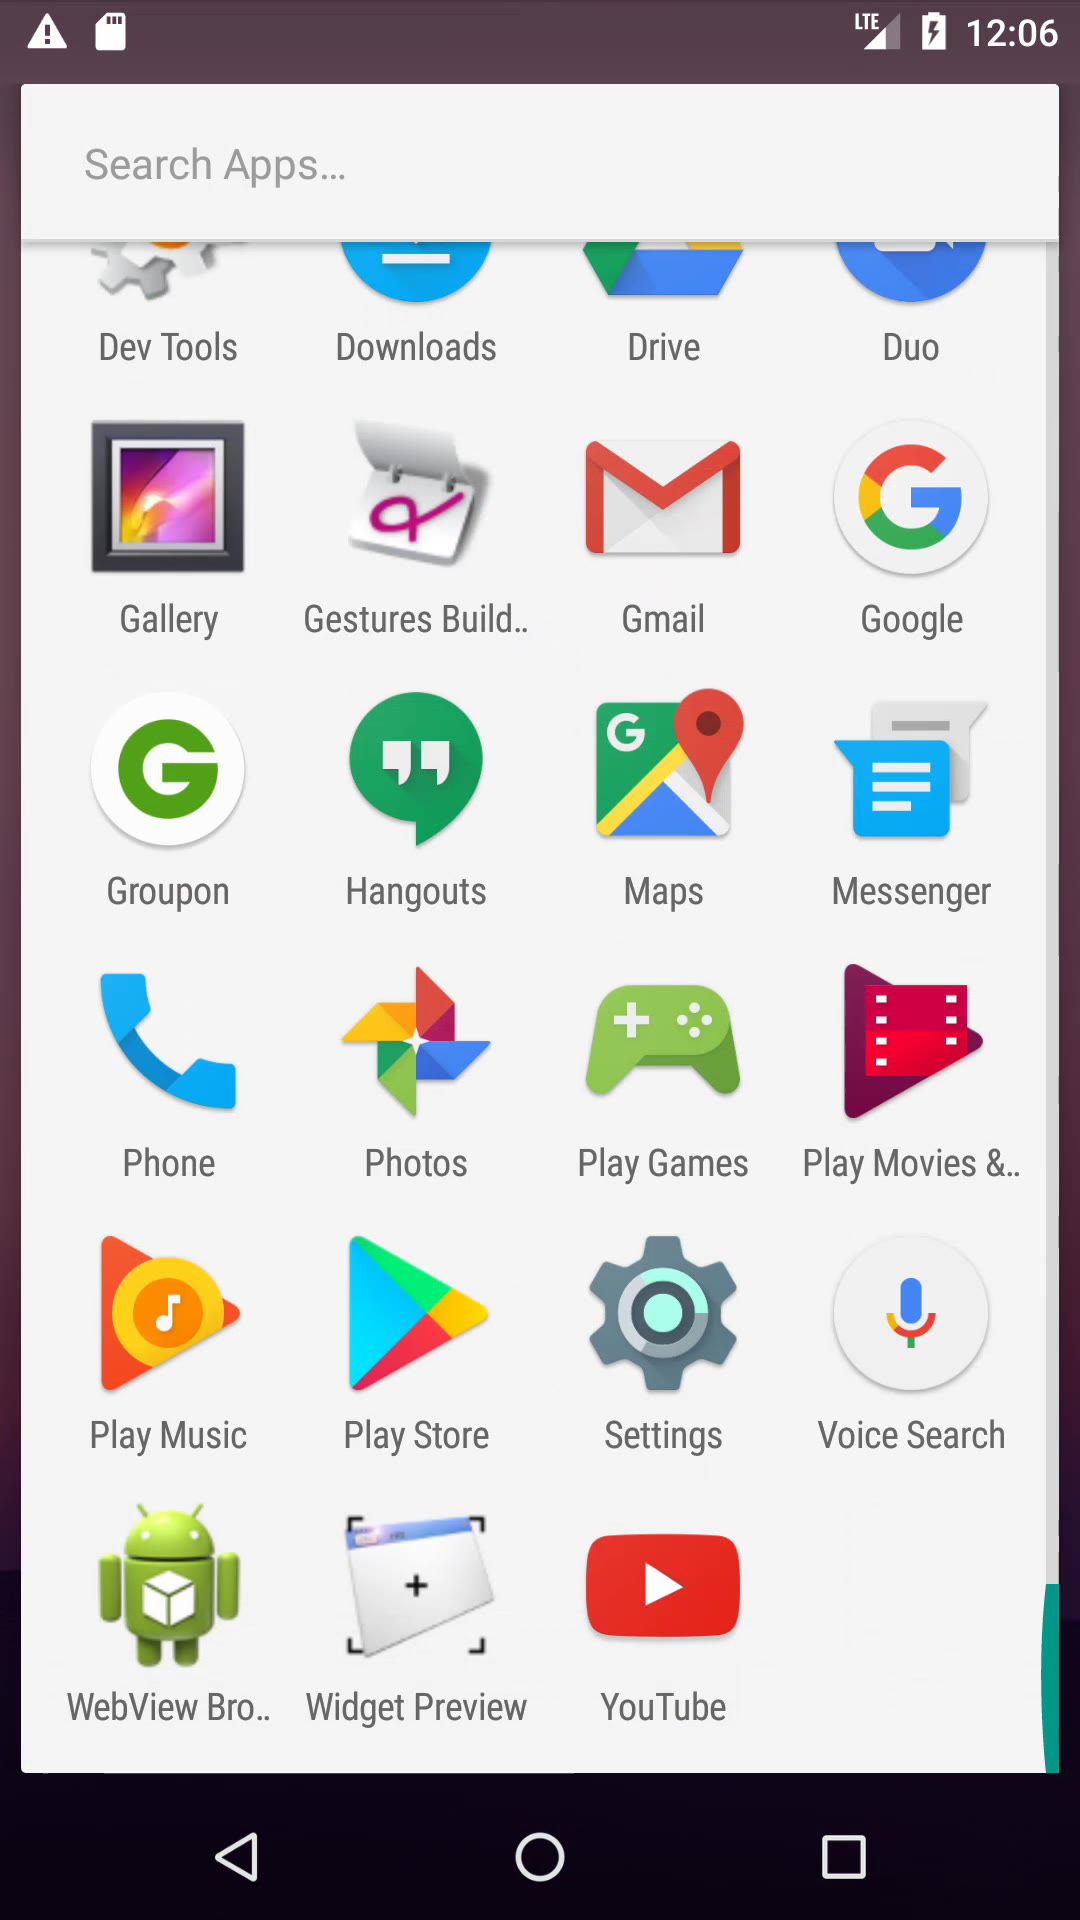 LTE 12:06
Search Apps...
Dev Tools Downloads Drive Duo
Gallery Gestures Build.. Gmail Google
Groupon Hangouts Maps Messenger
Phone Photos Play Games Play Movies &..
Play Music Play Store Settings Voice Search
WebView Bro.. Widget Preview YouTube